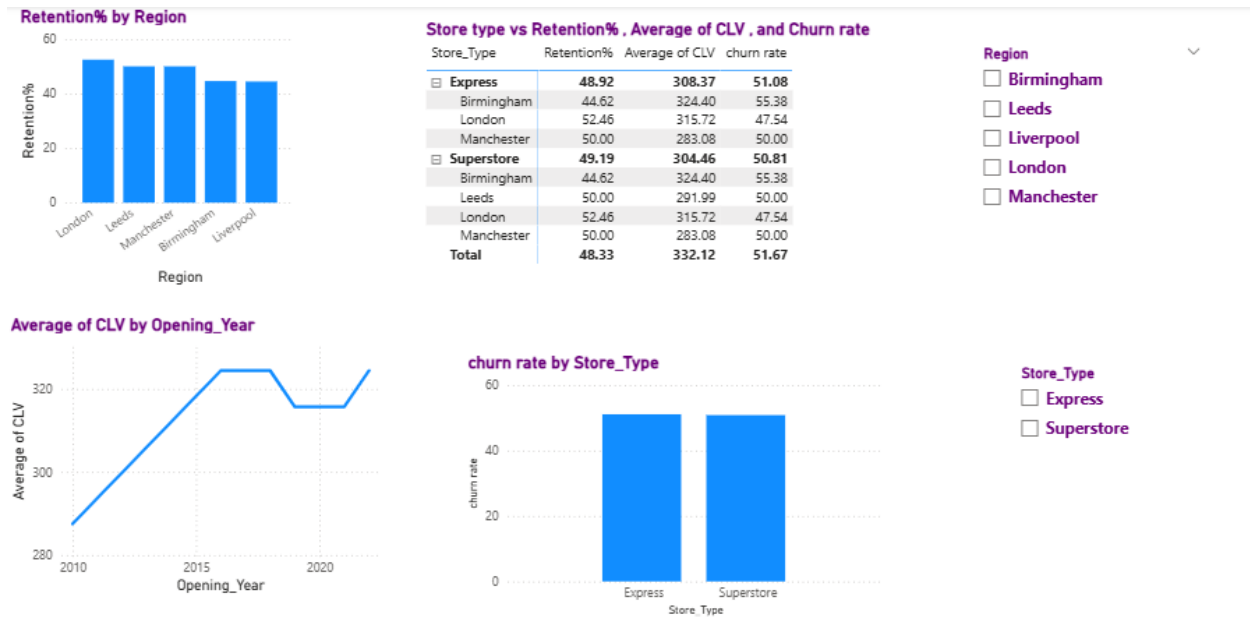 Retention% by Region
60
40
20
0
Retention%
London
Leeds
Manchester
Birmingham
Liverpool
Region
Store type vs Retention% , Average of CLV , and Churn rate
Store_Type Retention% Average of CLV churn rate
Express 48.92 308.37 51.08
Birmingham 44.62 324.40 55.38
London 52.46 315.72 47.54
Manchester 50.00 283.08 50.00
Superstore 49.19 304.46 50.81
Birmingham 44.62 324.40 55.38
Leeds 50.00 291.99 50.00
London 52.46 315.72 47.54
Manchester 50.00 283.08 50.00
Total 48.33 332.12 51.67
Region
Birmingham
Leeds
Liverpool
London
Manchester
Average of CLV by Opening_Year
320
300
280
Average of CLV
2010 2015 2020
Opening_Year
churn rate by Store_Type
60
40
20
0
churn rate
Express Superstore
Store_Type
Store_Type
Express
Superstore